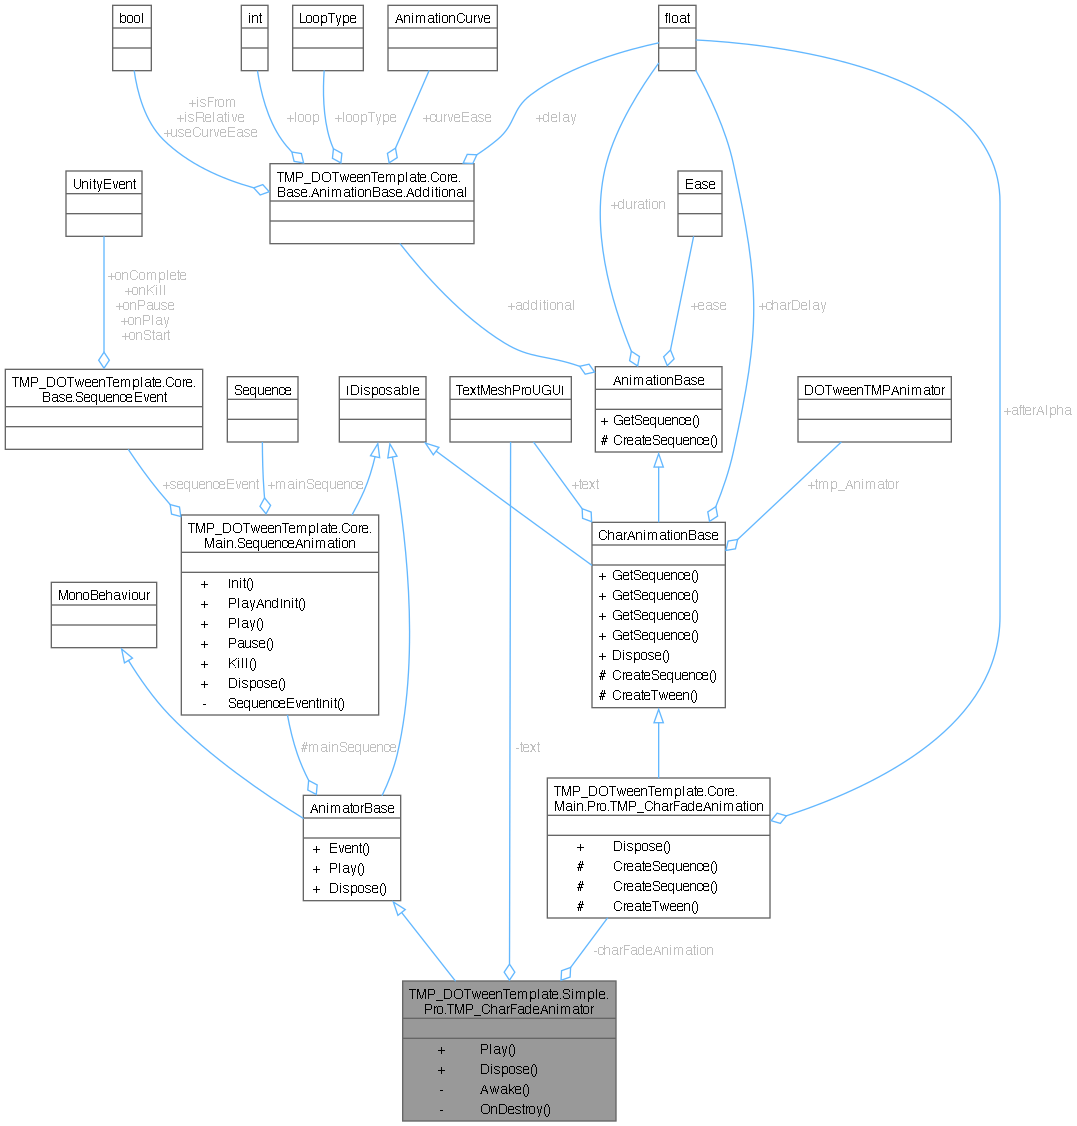 bool
int
LoopType
AnimationCurve
float
+isFrom
+isRelative
+useCurveEase
+loop
+loopType
+curveEase
+delay
TMP_DOTweenTemplate.Core.
Base.AnimationBase.Additional
UnityEvent
Ease
+duration
+onComplete
+onKill
+onPause
+onPlay
+onStart
+additional
+ease
+charDelay
TMP_DOTweenTemplate.Core.
Base.SequenceEvent
Sequence
IDisposable
TextMeshProUGUI
AnimationBase
+ GetSequence()
# CreateSequence()
DOTweenTMPAnimator
+afterAlpha
+sequenceEvent
+mainSequence
+text
+tmp_Animator
TMP_DOTweenTemplate.Core.
Main.SequenceAnimation
+ Init()
+ PlayAndInit()
+ Play()
+ Pause()
+ Kill()
+ Dispose()
- SequenceEventInit()
CharAnimationBase
+ GetSequence()
+ GetSequence()
+ GetSequence()
+ GetSequence()
+ Dispose()
# CreateSequence()
# CreateTween()
MonoBehaviour
#mainSequence
-text
AnimatorBase
+ Event()
+ Play()
+ Dispose()
TMP_DOTweenTemplate.Core.
Main.Pro.TMP_CharFadeAnimation
+ Dispose()
# CreateSequence()
# CreateSequence()
# CreateTween()
-charFadeAnimation
TMP_DOTweenTemplate.Simple.
Pro.TMP_CharFadeAnimator
+ Play()
+ Dispose()
- Awake()
- OnDestroy()